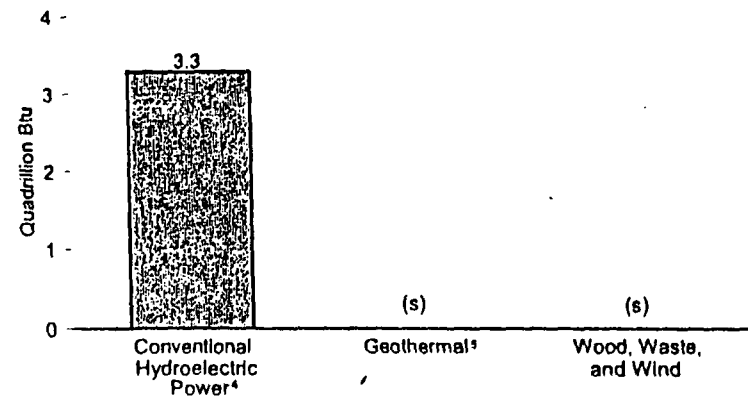 4
3.3
3
Quadrillion Btu
2
1
(s)
(s)
0
Conventional
Hydroelectric
Power⁴
Geothermal⁵
Wood, Waste,
and Wind